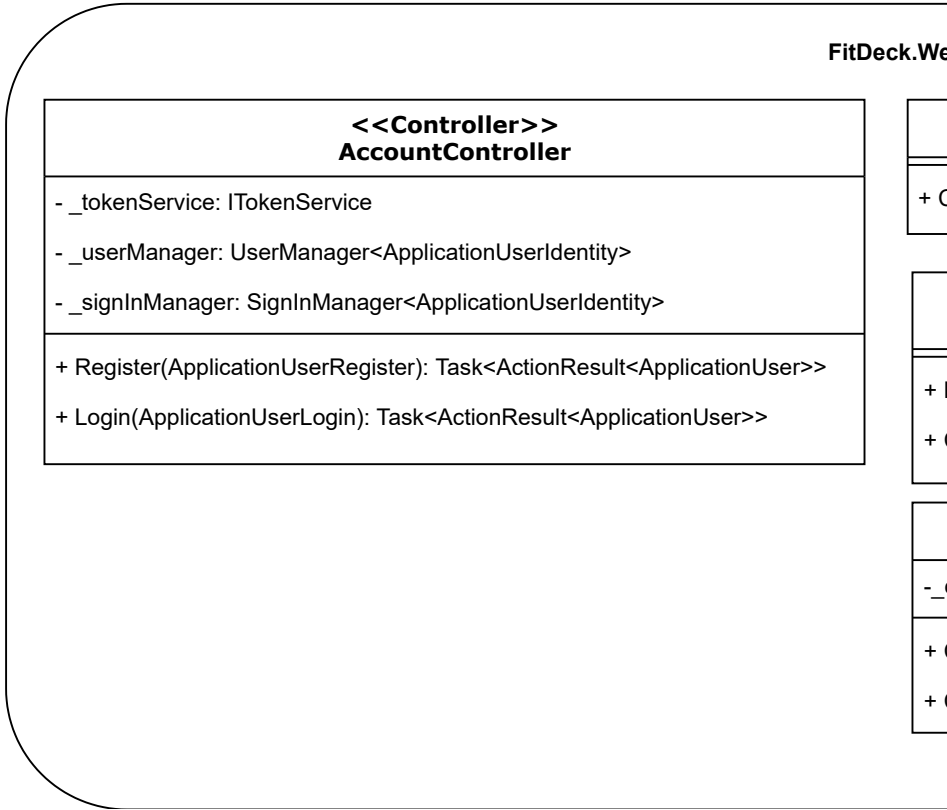 FitDeck.We
<<Controller>>
AccountController
- _tokenService: ITokenService
- _userManager: UserManager<ApplicationUserIdentity>
- _signInManager: SignInManager<ApplicationUserIdentity>
+ Register(ApplicationUserRegister): Task<ActionResult<ApplicationUser>>
+ Login(ApplicationUserLogin): Task<ActionResult<ApplicationUser>>
+
+
+
-_
+
+